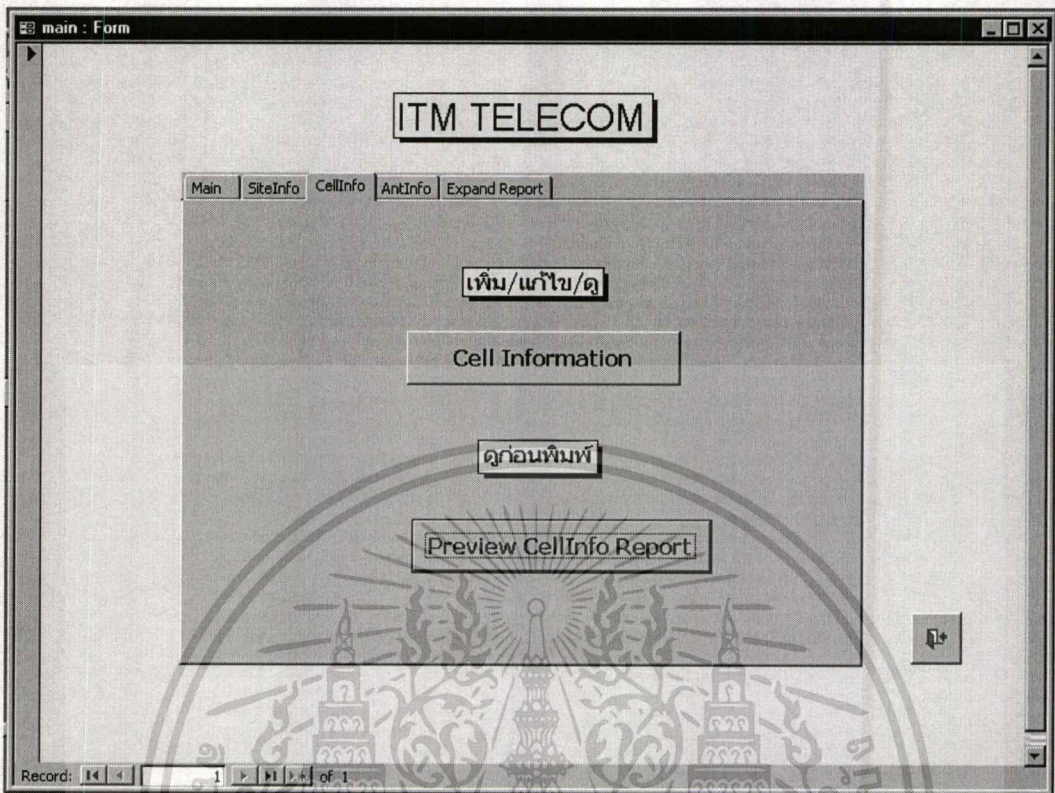 main : Form
ITM TELECOM
Main SiteInfo CellInfo AntInfo Expand Report
เพิ่ม/แก้ไข/ดู
Cell Information
ดูก่อนพิมพ์
Preview CellInfo Report
Record: 1 of 1